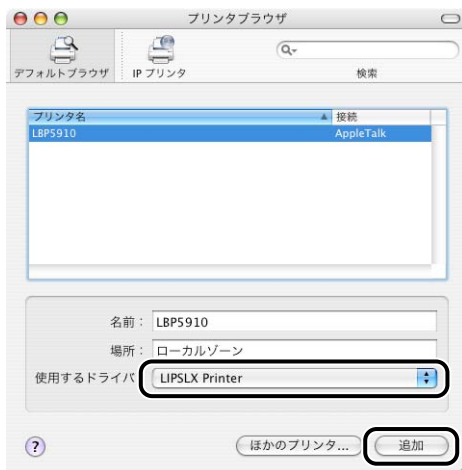 プリンタブラウザ
デフォルトブラウザ
IP プリンタ
検索
プリンタ名 接続
LBP5910 AppleTalk
名前： LBP5910
場所： ローカルゾーン
使用するドライバ LIPSLX Printer
? ほかのプリンタ... 追加